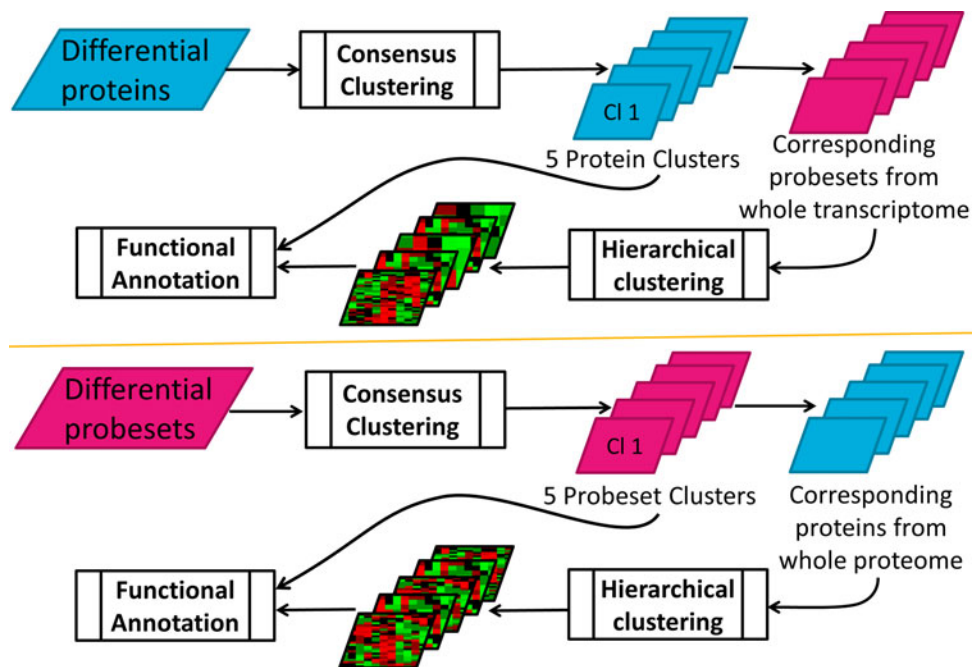 Differential
proteins
Consensus
Clustering
Cl 1
5 Protein Clusters
Corresponding
probesets from
whole transcriptome
Functional
Annotation
Hierarchical
clustering
Differential
probesets
Consensus
Clustering
Cl 1
5 Probeset Clusters
Corresponding
proteins from
whole proteome
Functional
Annotation
Hierarchical
clustering